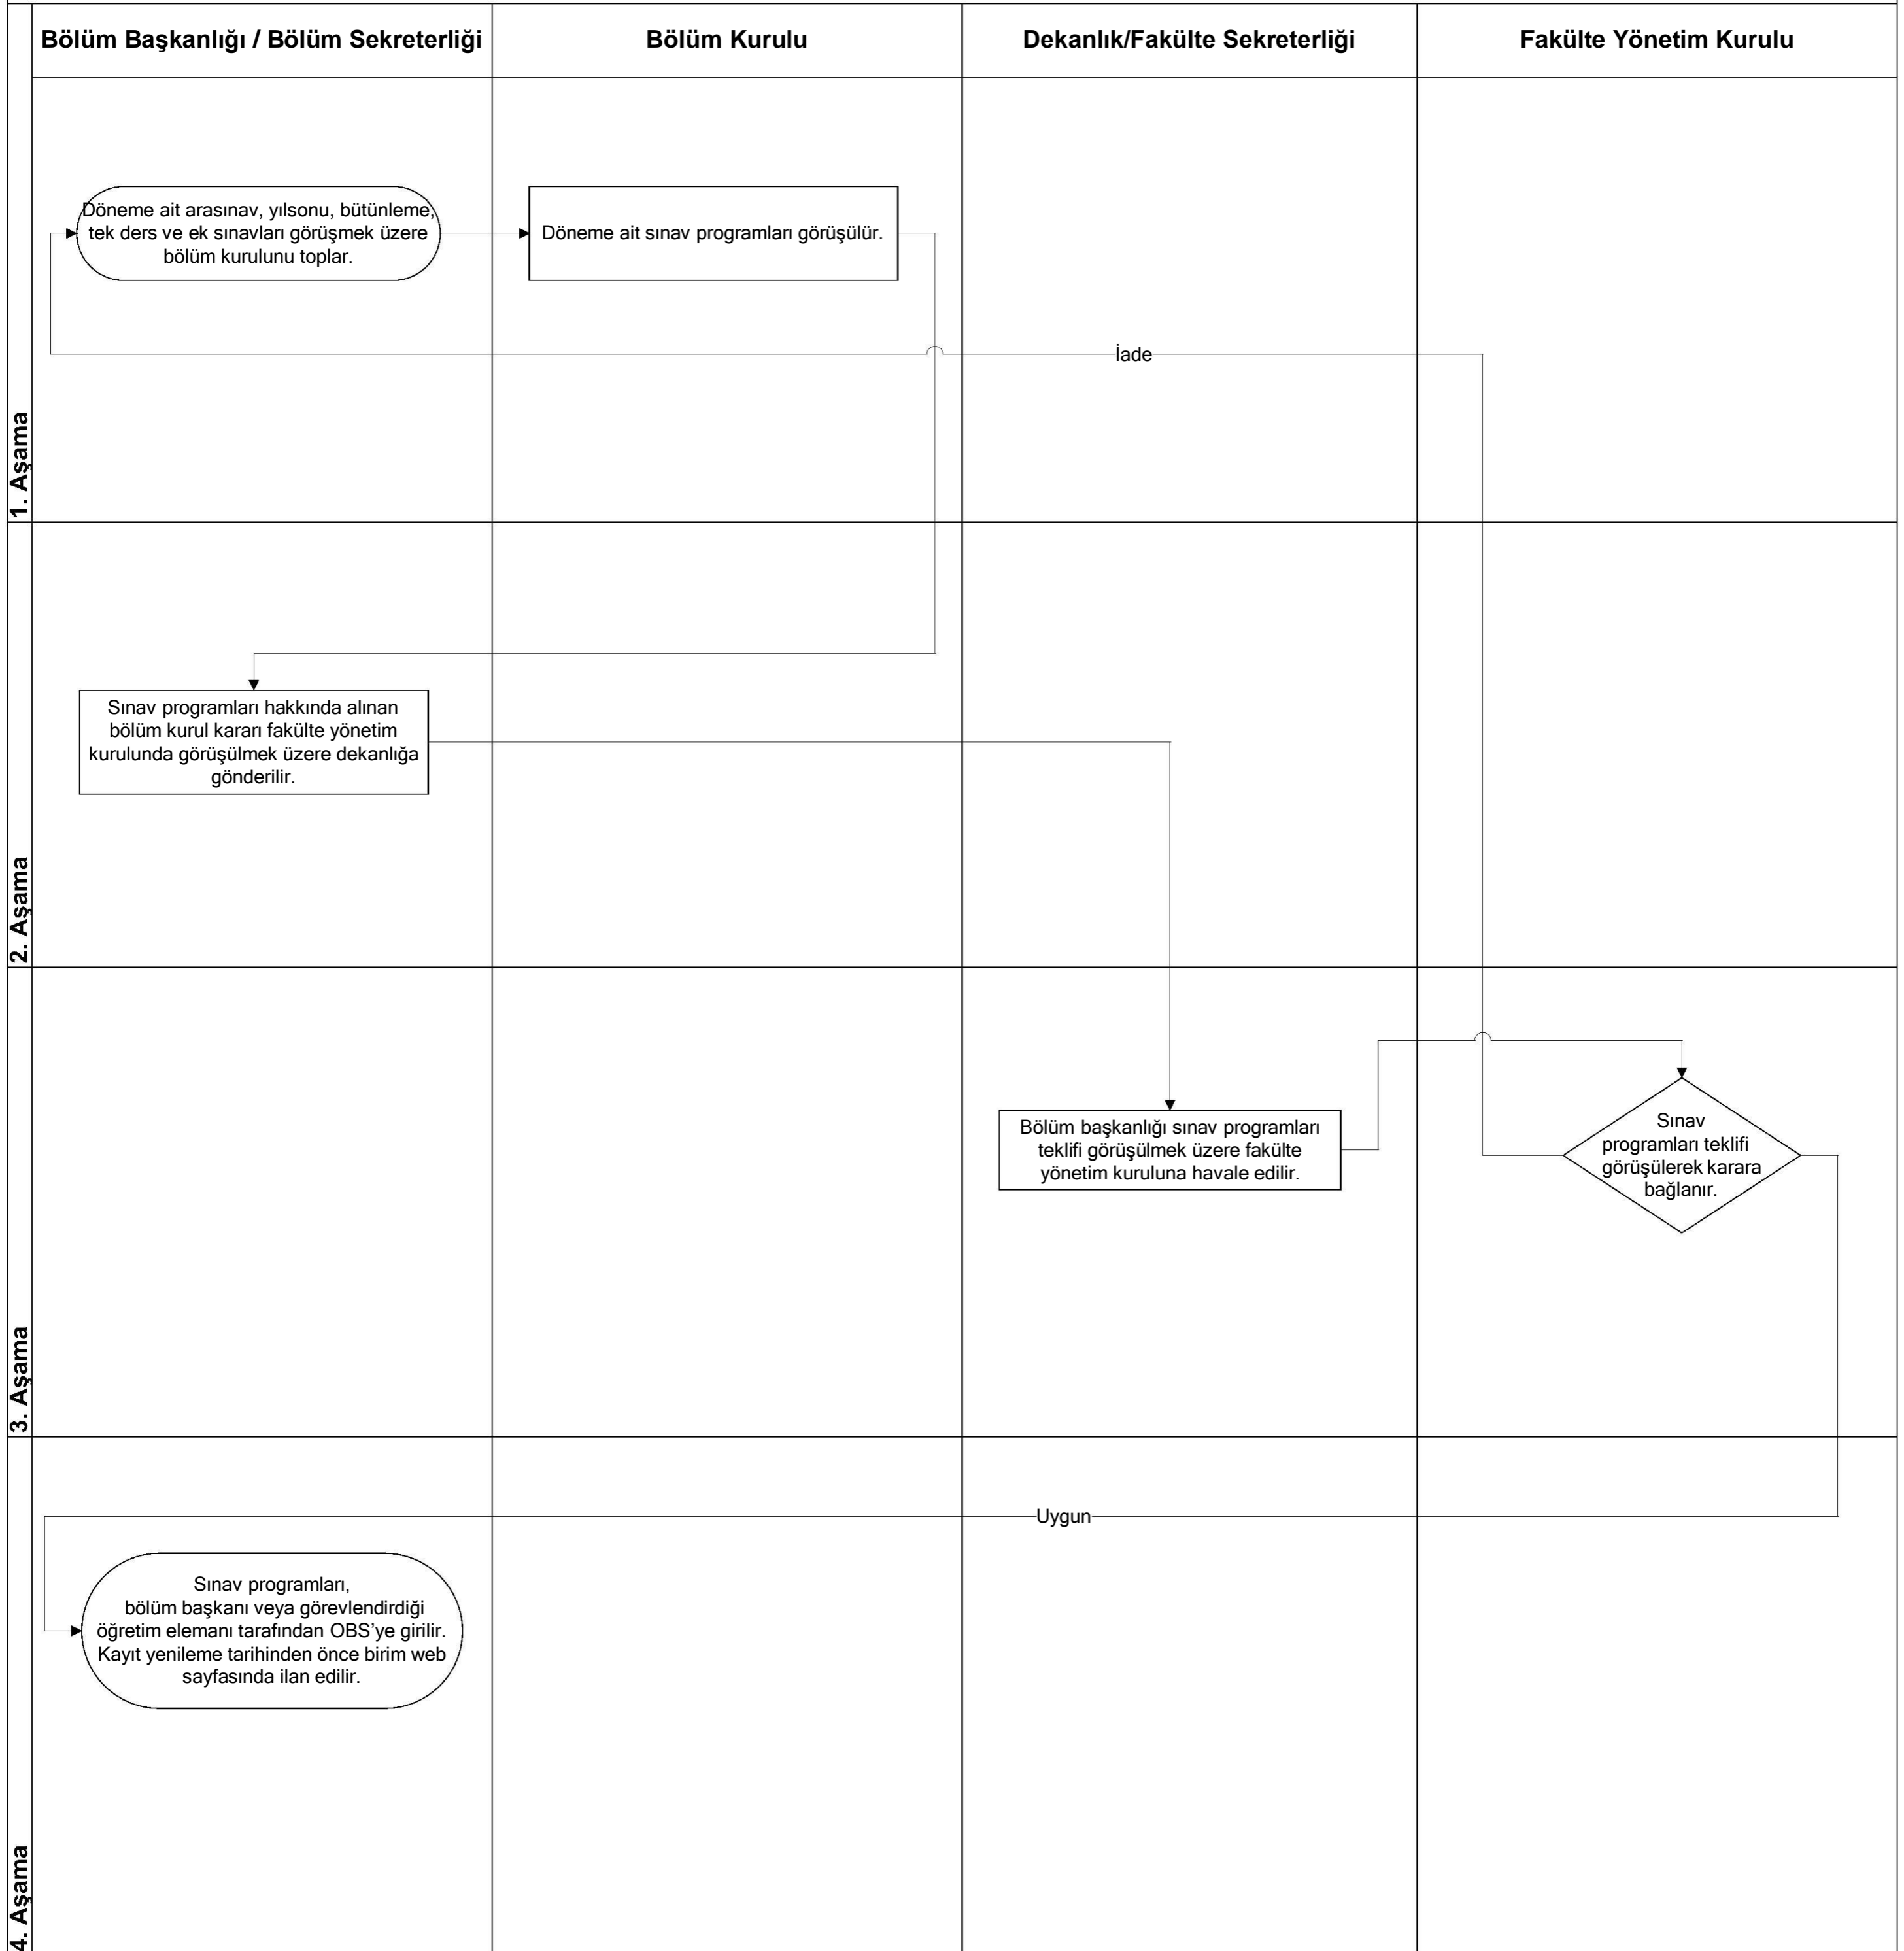 Bölüm Başkanlığı / Bölüm Sekreterliği
Bölüm Kurulu
Dekanlık/Fakülte Sekreterliği
Fakülte Yönetim Kurulu
1. Aşama
Döneme ait arasınav, yılsonu, bütünleme,
tek ders ve ek sınavları görüşmek üzere
bölüm kurulunu toplar.
Döneme ait sınav programları görüşülür.
İade
2. Aşama
Sınav programları hakkında alınan
bölüm kurul kararı fakülte yönetim
kurulunda görüşülmek üzere dekanlığa
gönderilir.
3. Aşama
Bölüm başkanlığı sınav programları
teklifi görüşülmek üzere fakülte
yönetim kuruluna havale edilir.
Sınav
programları teklifi
görüşülerek karara
bağlanır.
4. Aşama
Uygun
Sınav programları,
bölüm başkanı veya görevlendirdiği
öğretim elemanı tarafından OBS’ye girilir.
Kayıt yenileme tarihinden önce birim web
sayfasında ilan edilir.